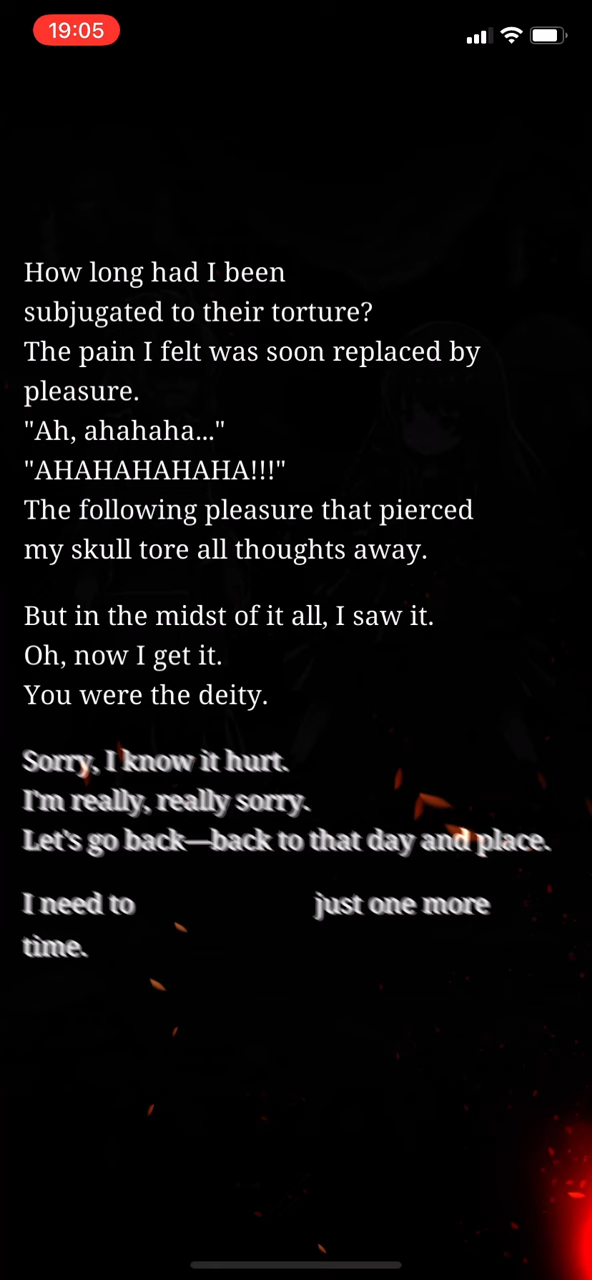 19:05
How long had I been
subjugated to their torture?
The pain I felt was soon replaced by
pleasure.
"Ah, ahahaha..."
"AHAHAHAHAHA!!!"
The following pleasure that pierced
my skull tore all thoughts away.
But in the midst of it all, I saw it.
Oh, now I get it.
You were the deity.
Sorry, I know it hurt.
I'm really, really sorry.
Let's go back—back to that day and place.
I need to just one more
time.